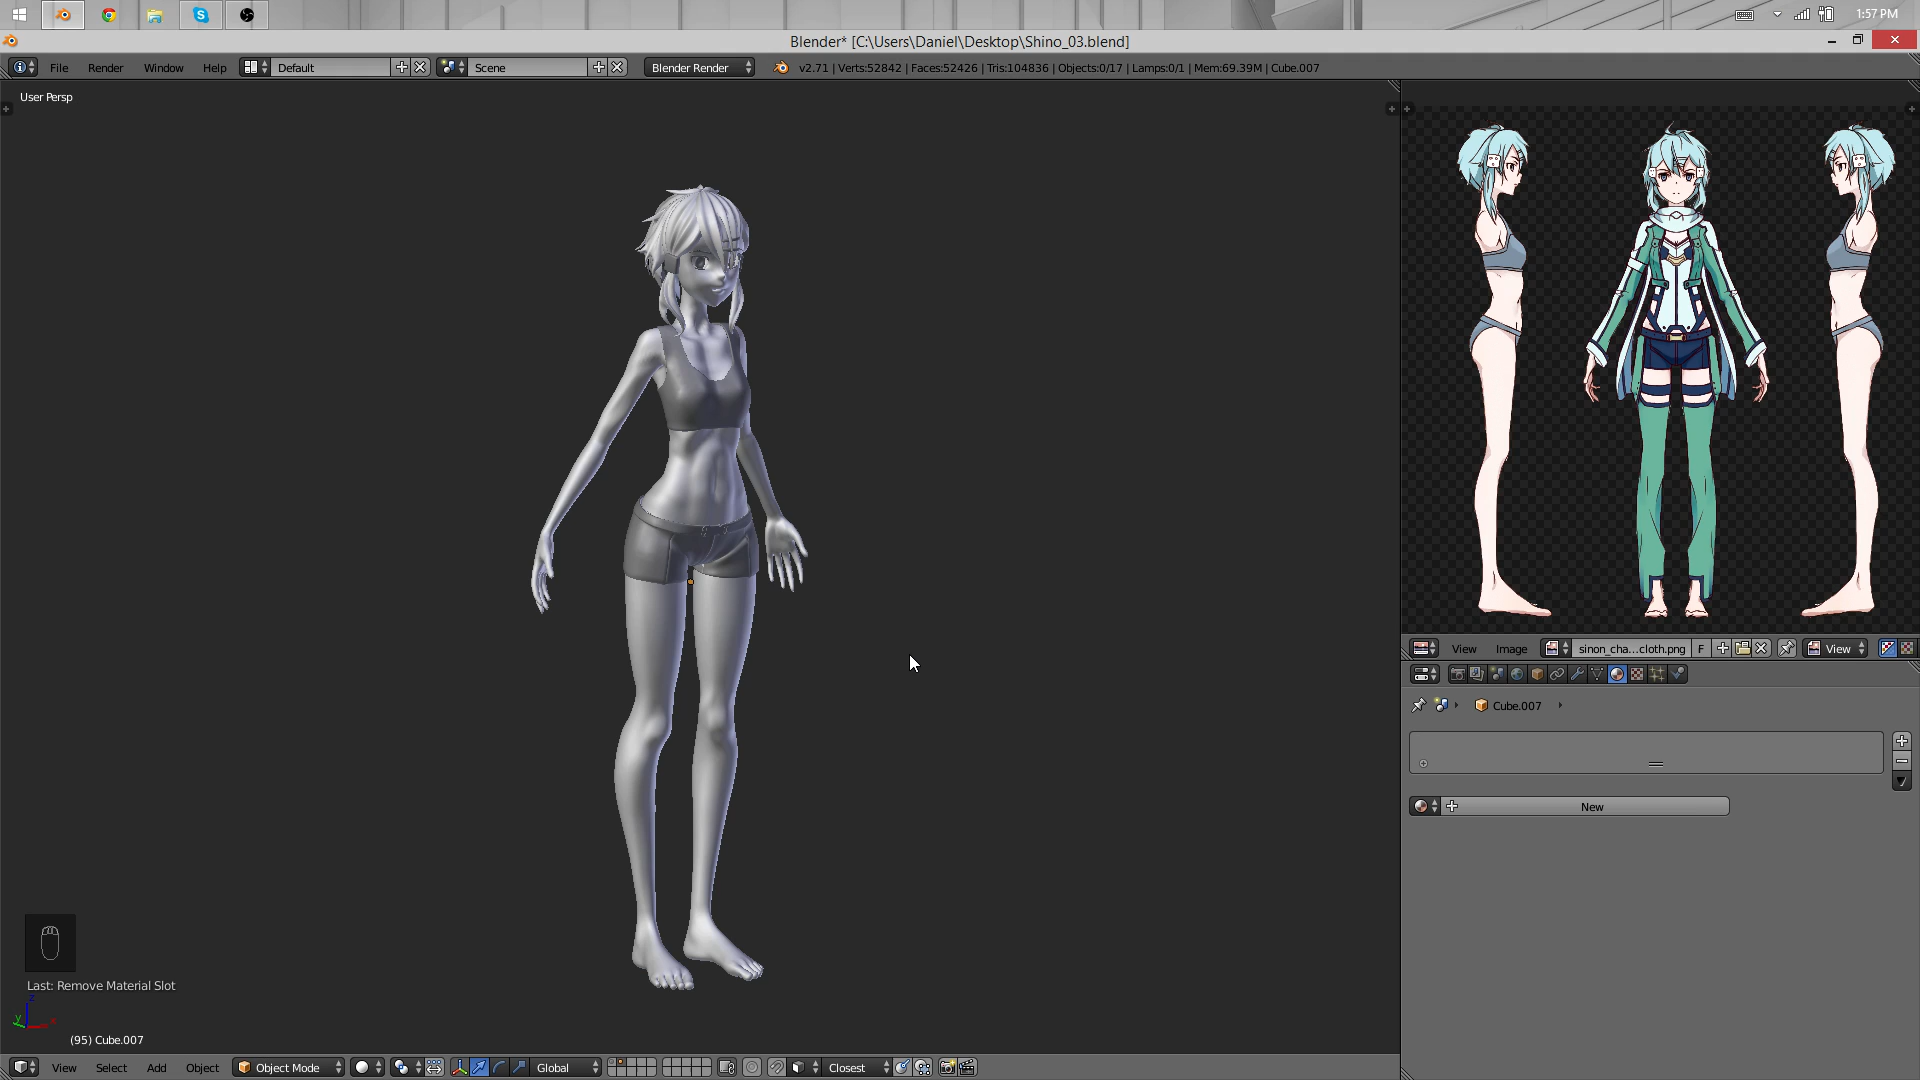 1:57 PM
Blender* [C:\Users\Daniel\Desktop\Shino_03.blend]
File Render Window Help Default Scene Blender Render v2.71 | Verts:52842 | Faces:52426 | Tris:104836 | Objects:0/17 | Lamps:0/1 | Mem:69.39M | Cube.007
User Persp
View Image sinon_cha...cloth.png F View
Cube.007
New
Last: Remove Material Slot
z
y x
(95) Cube.007
View Select Add Object Object Mode Global Closest